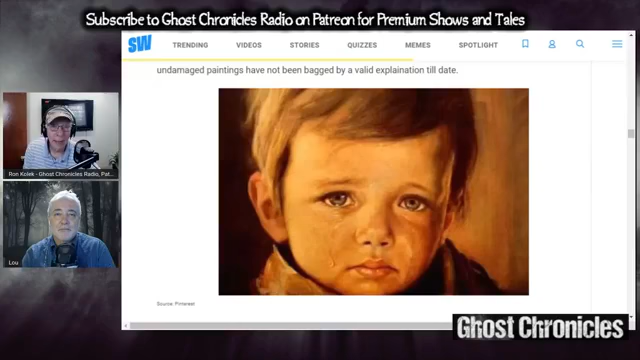 Subscribe to Ghost Chronicles Radio on Patreon for Premium Shows and Tales
SW
TRENDING VIDEOS STORIES QUIZZES MEMES SPOTLIGHT
undamaged paintings have not been bagged by a valid explaination till date.
Ron Kolek - Ghost Chronicles Radio, Pat...
Lou
Source: Pinterest
Ghost Chronicles